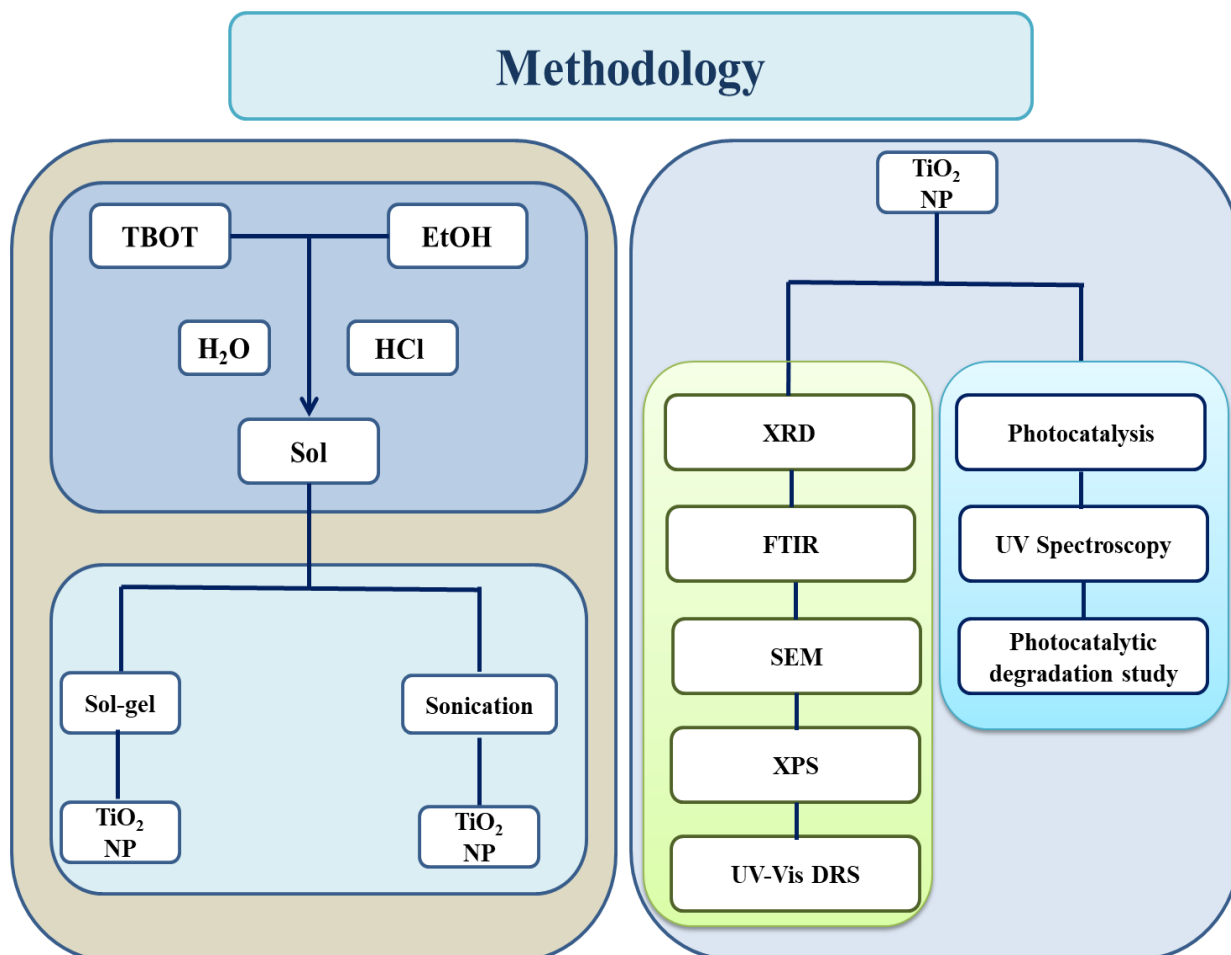 Methodology
TBOT
EtOH
H₂O
HCl
Sol
Sol-gel
Sonication
TiO₂
NP
TiO₂
NP
TiO₂
NP
XRD
FTIR
SEM
XPS
UV-Vis DRS
Photocatalysis
UV Spectroscopy
Photocatalytic
degradation study